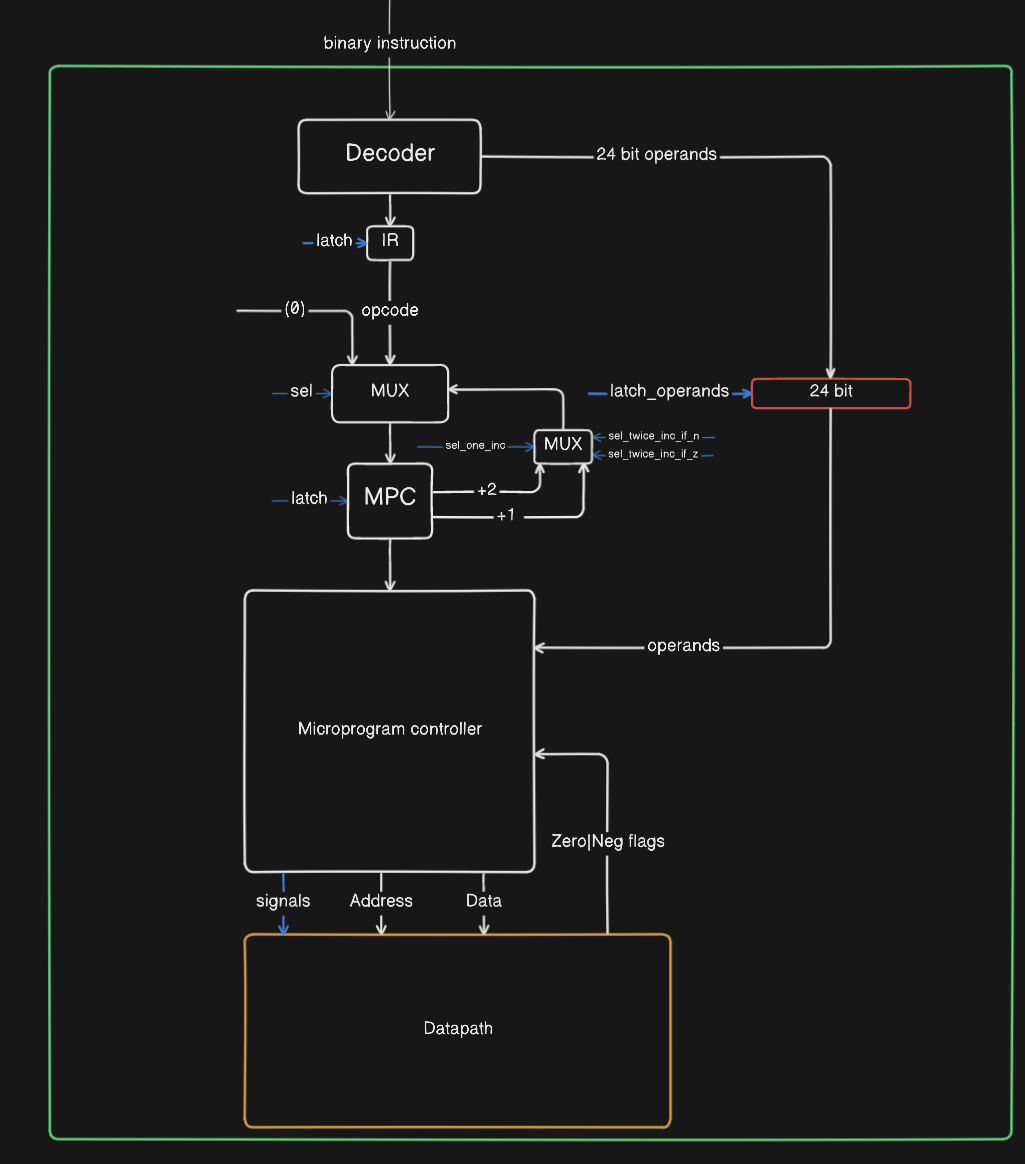 binary instruction
Decoder
24 bit operands
latch
IR
(0)
opcode
sel
MUX
latch_operands
24 bit
sel_one_inc
MUX
sel_twice_inc_if_n
sel_twice_inc_if_z
latch
MPC
+2
+1
operands
Microprogram controller
Zero|Neg flags
signals
Address
Data
Datapath